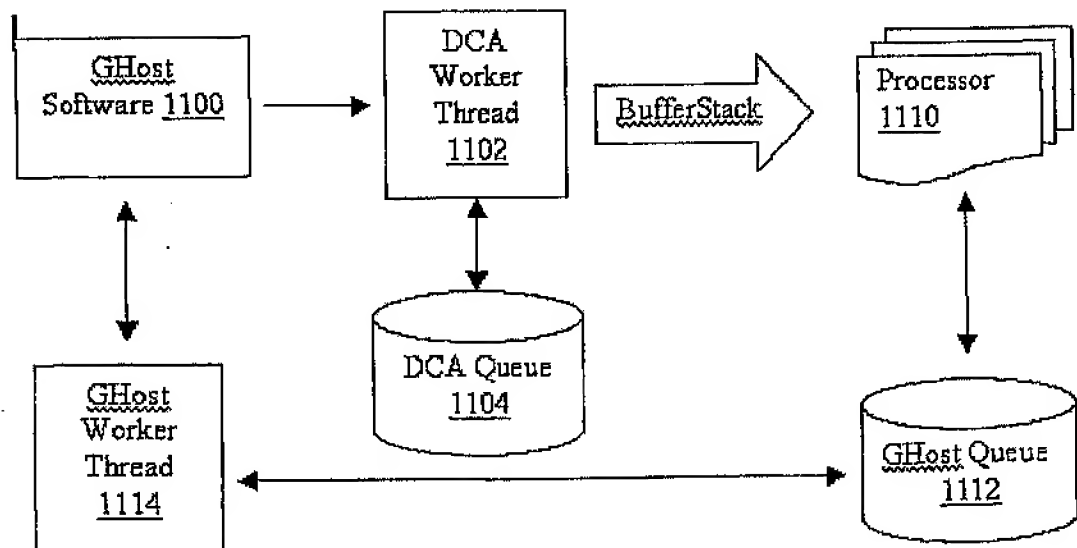 GHost
Software 1100
DCA
Worker
Thread
1102
BufferStack
Processor
1110
DCA Queue
1104
GHost
Worker
Thread
1114
GHost Queue
1112